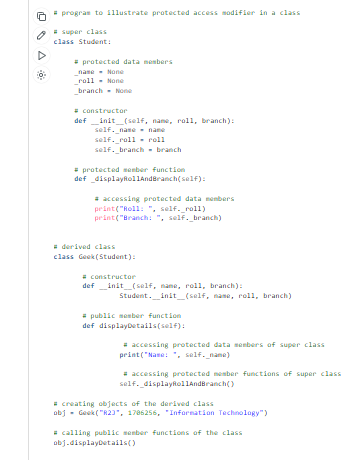 # program to illustrate protected access modifier in a class
# super class
class Student:
# protected data members
_name = None
_roll = None
_branch = None
# constructor
def __init__(self, name, roll, branch):
self._name = name
self._roll = roll
self._branch = branch
# protected member function
def _displayRollAndBranch(self):
# accessing protected data members
print("Roll: ", self._roll)
print("Branch: ", self._branch)
# derived class
class Geek(Student):
# constructor
def __init__(self, name, roll, branch):
Student.__init__(self, name, roll, branch)
# public member function
def displayDetails(self):
# accessing protected data members of super class
print("Name: ", self._name)
# accessing protected member functions of super class
self._displayRollAndBranch()
# creating objects of the derived class
obj = Geek("R2J", 1706256, "Information Technology")
# calling public member functions of the class
obj.displayDetails()